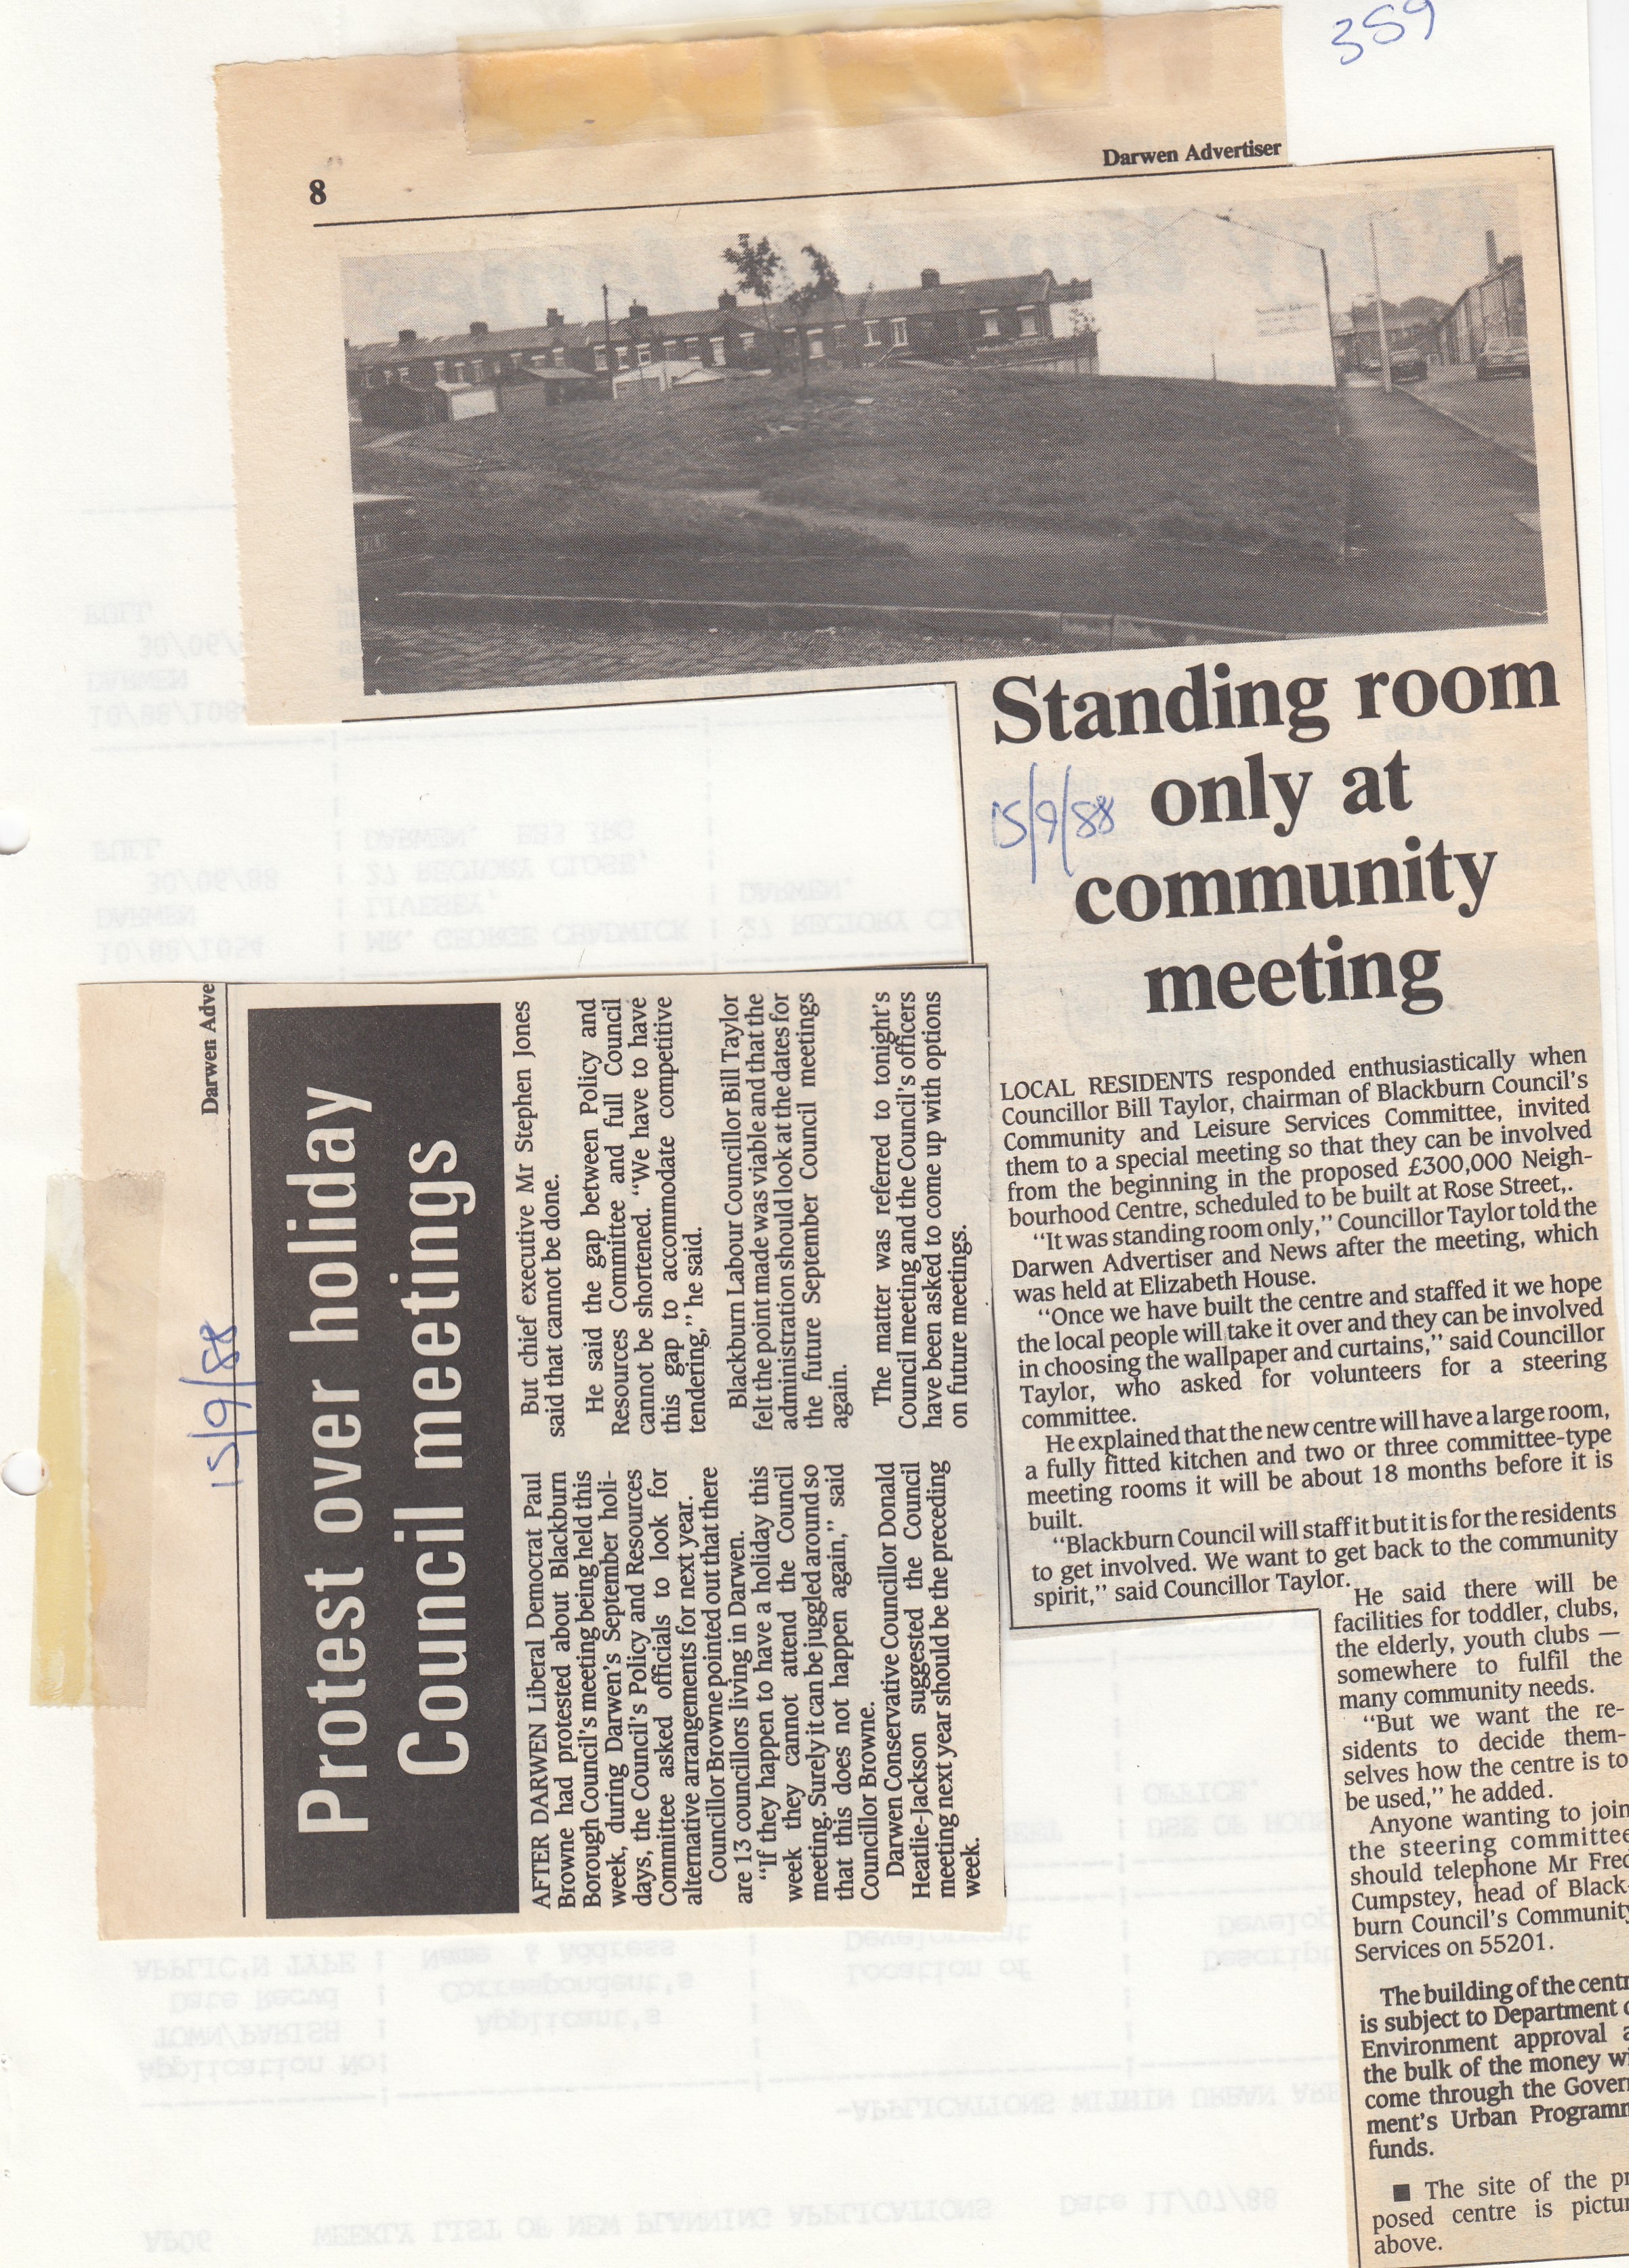 359
Darwen Advertiser
8
Standing room
only at
community
meeting
15/9/88
LOCAL RESIDENTS responded enthusiastically when
Councillor Bill Taylor, chairman of Blackburn Council's
Community and Leisure Services Committee, invited
them to a special meeting so that they can be involved
from the beginning in the proposed £300,000 Neigh-
bourhood Centre, scheduled to be built at Rose Street,.
"It was standing room only," Councillor Taylor told the
Darwen Advertiser and News after the meeting, which
was held at Elizabeth House.
"Once we have built the centre and staffed it we hope
the local people will take it over and they can be involved
in choosing the wallpaper and curtains," said Councillor
Taylor, who asked for volunteers for a steering
committee.
He explained that the new centre will have a large room,
a fully fitted kitchen and two or three committee-type
meeting rooms it will be about 18 months before it is
built.
"Blackburn Council will staff it but it is for the residents
to get involved. We want to get back to the community
spirit," said Councillor Taylor.
He said there will be
facilities for toddler, clubs,
the elderly, youth clubs —
somewhere to fulfil the
many community needs.
"But we want the re-
sidents to decide them-
selves how the centre is to
be used," he added.
Anyone wanting to join
the steering committee
should telephone Mr Fred
Cumpstey, head of Black-
burn Council's Community
Services on 55201.
The building of the centr
is subject to Department o
Environment approval a
the bulk of the money wi
come through the Govern
ment's Urban Programm
funds.
■ The site of the pr
posed centre is pictur
above.
Darwen Adve
15/9/88
Protest over holiday
Council meetings
AFTER DARWEN Liberal Democrat Paul
Browne had protested about Blackburn
Borough Council's meeting being held this
week, during Darwen's September holi-
days, the Council's Policy and Resources
Committee asked officials to look for
alternative arrangements for next year.
Councillor Browne pointed out that there
are 13 councillors living in Darwen.
"If they happen to have a holiday this
week they cannot attend the Council
meeting. Surely it can be juggled around so
that this does not happen again," said
Councillor Browne.
Darwen Conservative Councillor Donald
Heatlie-Jackson suggested the Council
meeting next year should be the preceding
week.
But chief executive Mr Stephen Jones
said that cannot be done.
He said the gap between Policy and
Resources Committee and full Council
cannot be shortened. "We have to have
this gap to accommodate competitive
tendering," he said.
Blackburn Labour Councillor Bill Taylor
felt the point made was viable and that the
administration should look at the dates for
the future September Council meetings
again.
The matter was referred to tonight's
Council meeting and the Council's officers
have been asked to come up with options
on future meetings.